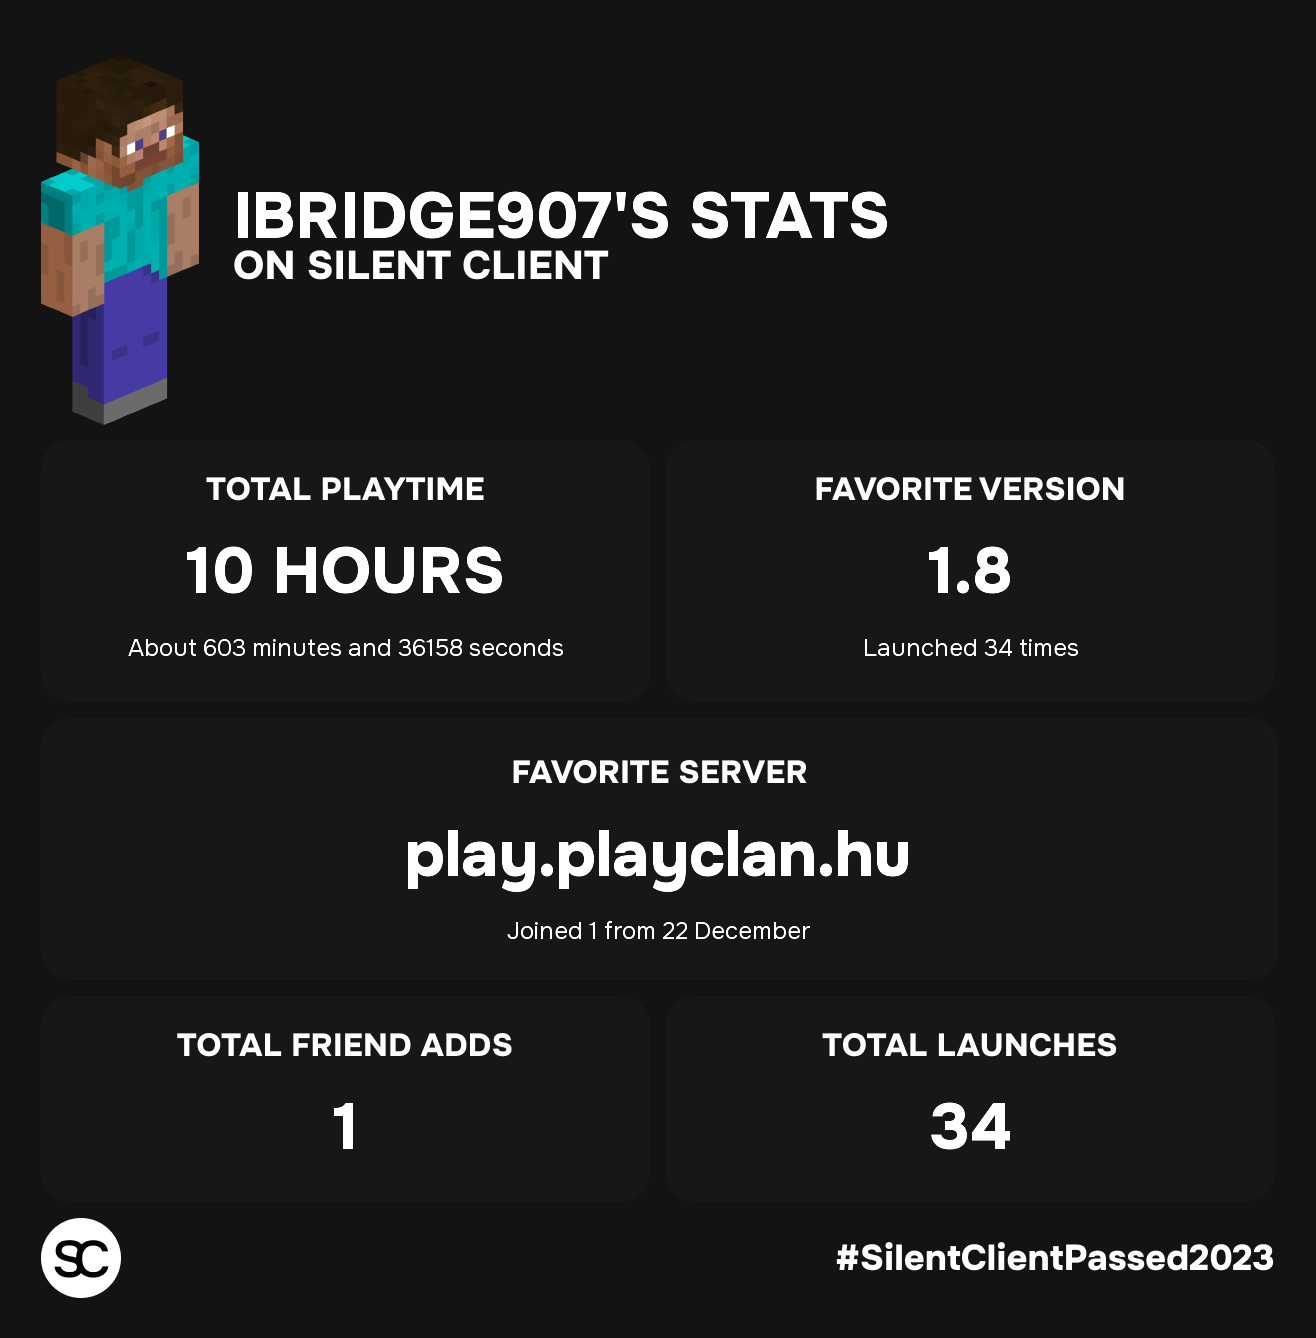 IBRIDGE907'S STATS
ON SILENT CLIENT
TOTAL PLAYTIME
10 HOURS
About 603 minutes and 36158 seconds
FAVORITE VERSION
1.8
Launched 34 times
FAVORITE SERVER
play.playclan.hu
Joined 1 from 22 December
TOTAL FRIEND ADDS
1
TOTAL LAUNCHES
34
SC
#SilentClientPassed2023